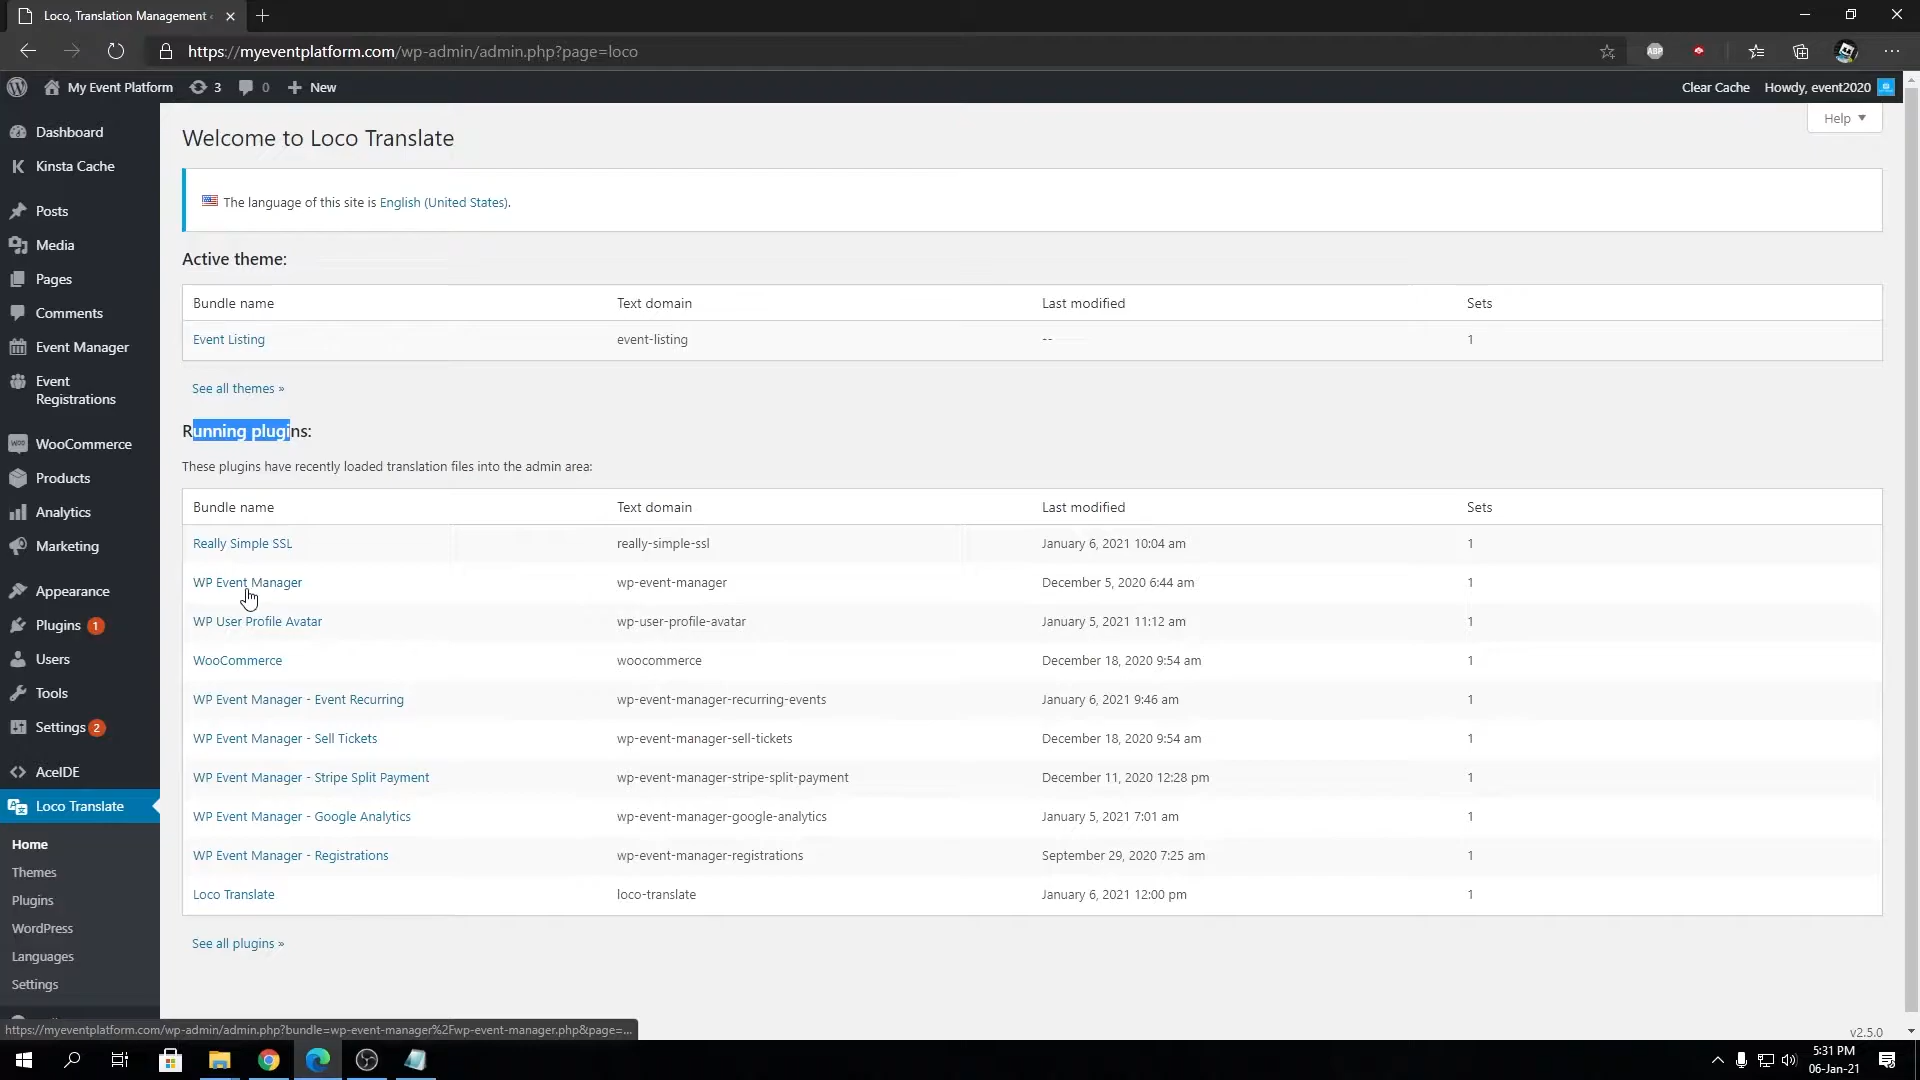 Loco, Translation Management
https://myeventplatform.com/wp-admin/admin.php?page=loco
ABP
My Event Platform 3 0 New Clear Cache Howdy, event2020
Help
Dashboard
Kinsta Cache
Posts
Media
Pages
Comments
Event Manager
Event
Registrations
WooCommerce
Products
Analytics
Marketing
Appearance
Plugins 1
Users
Tools
Settings 2
AceIDE
Loco Translate
Home
Themes
Plugins
WordPress
Languages
Settings
Welcome to Loco Translate
The language of this site is English (United States).
Active theme:
Bundle name Text domain Last modified Sets
Event Listing event-listing -- 1
See all themes »
Running plugins:
These plugins have recently loaded translation files into the admin area:
Bundle name Text domain Last modified Sets
Really Simple SSL really-simple-ssl January 6, 2021 10:04 am 1
WP Event Manager wp-event-manager December 5, 2020 6:44 am 1
WP User Profile Avatar wp-user-profile-avatar January 5, 2021 11:12 am 1
WooCommerce woocommerce December 18, 2020 9:54 am 1
WP Event Manager - Event Recurring wp-event-manager-recurring-events January 6, 2021 9:46 am 1
WP Event Manager - Sell Tickets wp-event-manager-sell-tickets December 18, 2020 9:54 am 1
WP Event Manager - Stripe Split Payment wp-event-manager-stripe-split-payment December 11, 2020 12:28 pm 1
WP Event Manager - Google Analytics wp-event-manager-google-analytics January 5, 2021 7:01 am 1
WP Event Manager - Registrations wp-event-manager-registrations September 29, 2020 7:25 am 1
Loco Translate loco-translate January 6, 2021 12:00 pm 1
See all plugins »
https://myeventplatform.com/wp-admin/admin.php?bundle=wp-event-manager%2Fwp-event-manager.php&page=...
v2.5.0
5:31 PM
06-Jan-21